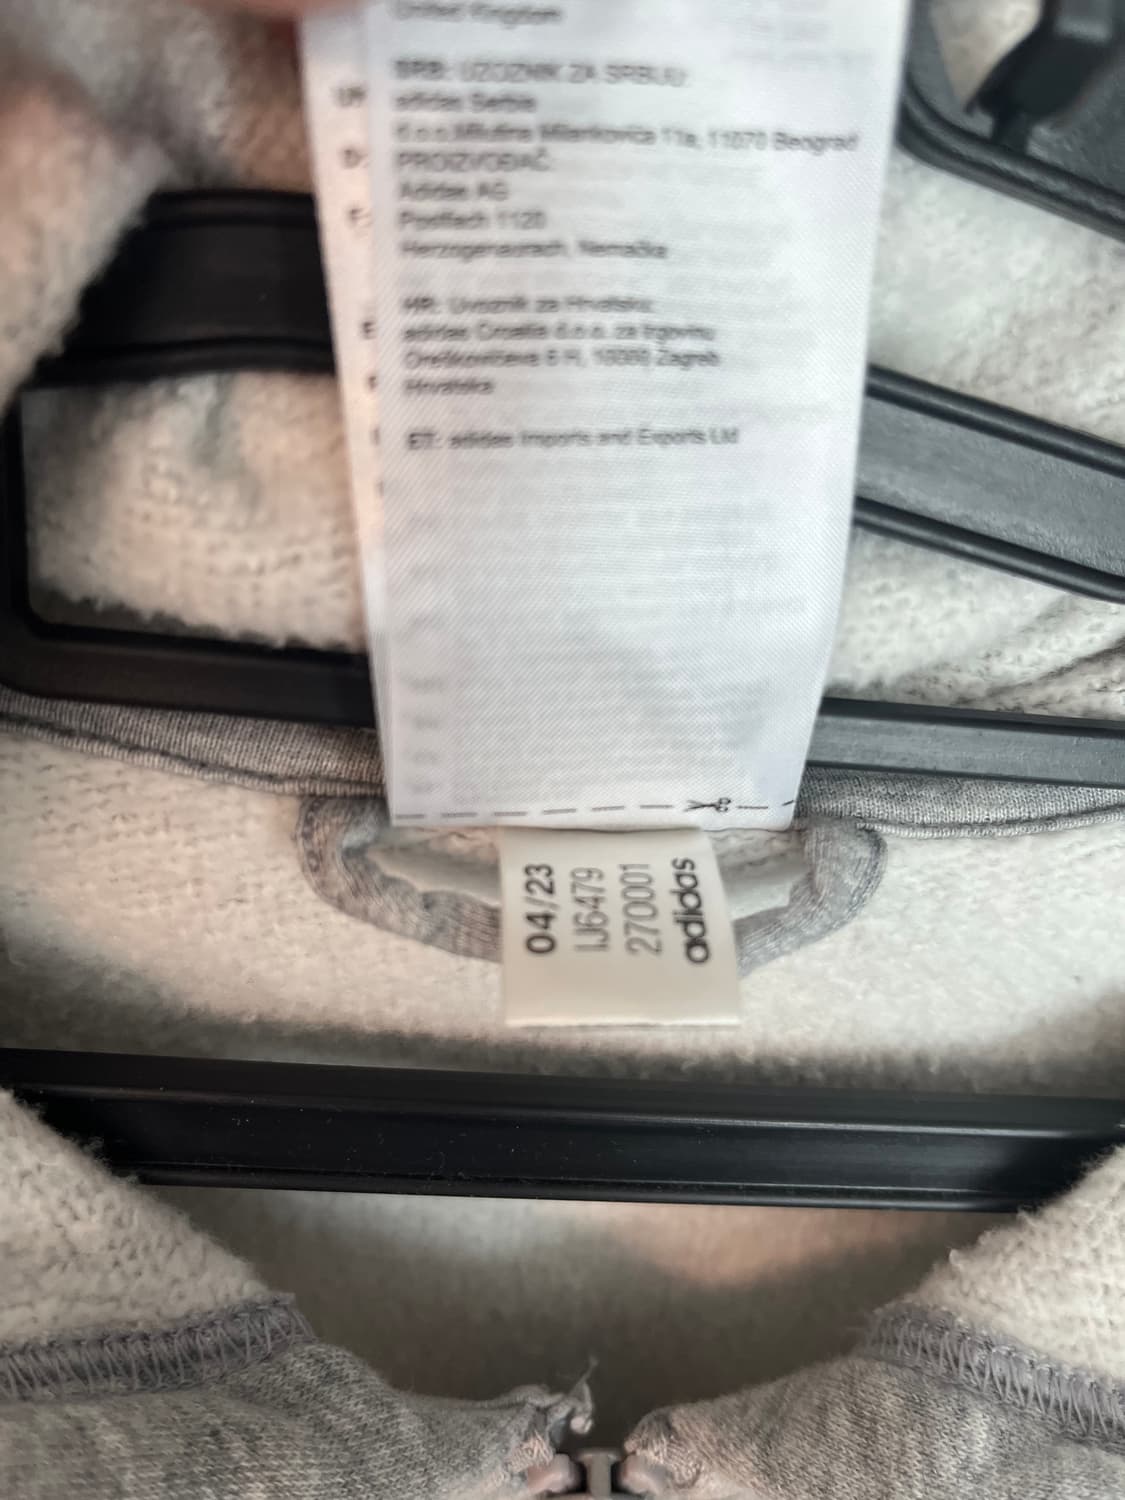 United Kingdom
SRB: UZOZNIK ZA SRBIJU:
adidas Serbia
d.o.o.Milutina Milankovića 11a, 11070 Beograd
PROIZVOĐAČ:
Adidas AG
Postfach 1120
Herzogenaurach, Nemačka
HR: Uvoznik za Hrvatsku:
adidas Croatia d.o.o. za trgovinu
Oreškovićeva 6 H, 10000 Zagreb
Hrvatska
ET: adidas Imports and Exports Ltd
04/23
IJ6479
270001
adidas